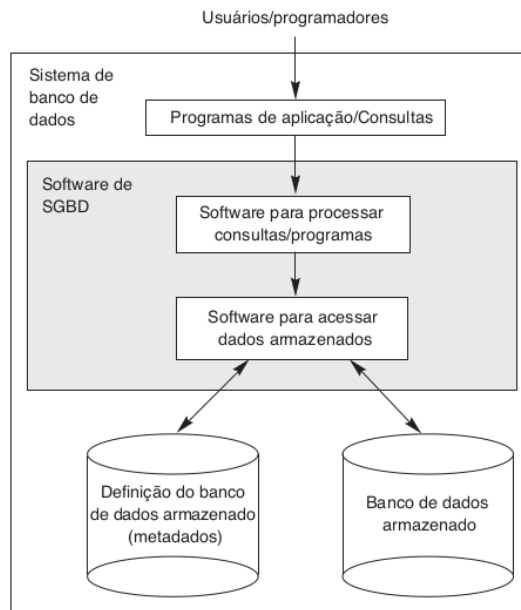 Usuários/programadores
Sistema de
banco de
dados
Programas de aplicação/Consultas
Software de
SGBD
Software para processar
consultas/programas
Software para acessar
dados armazenados
Definição do banco
de dados armazenado
(metadados)
Banco de dados
armazenado